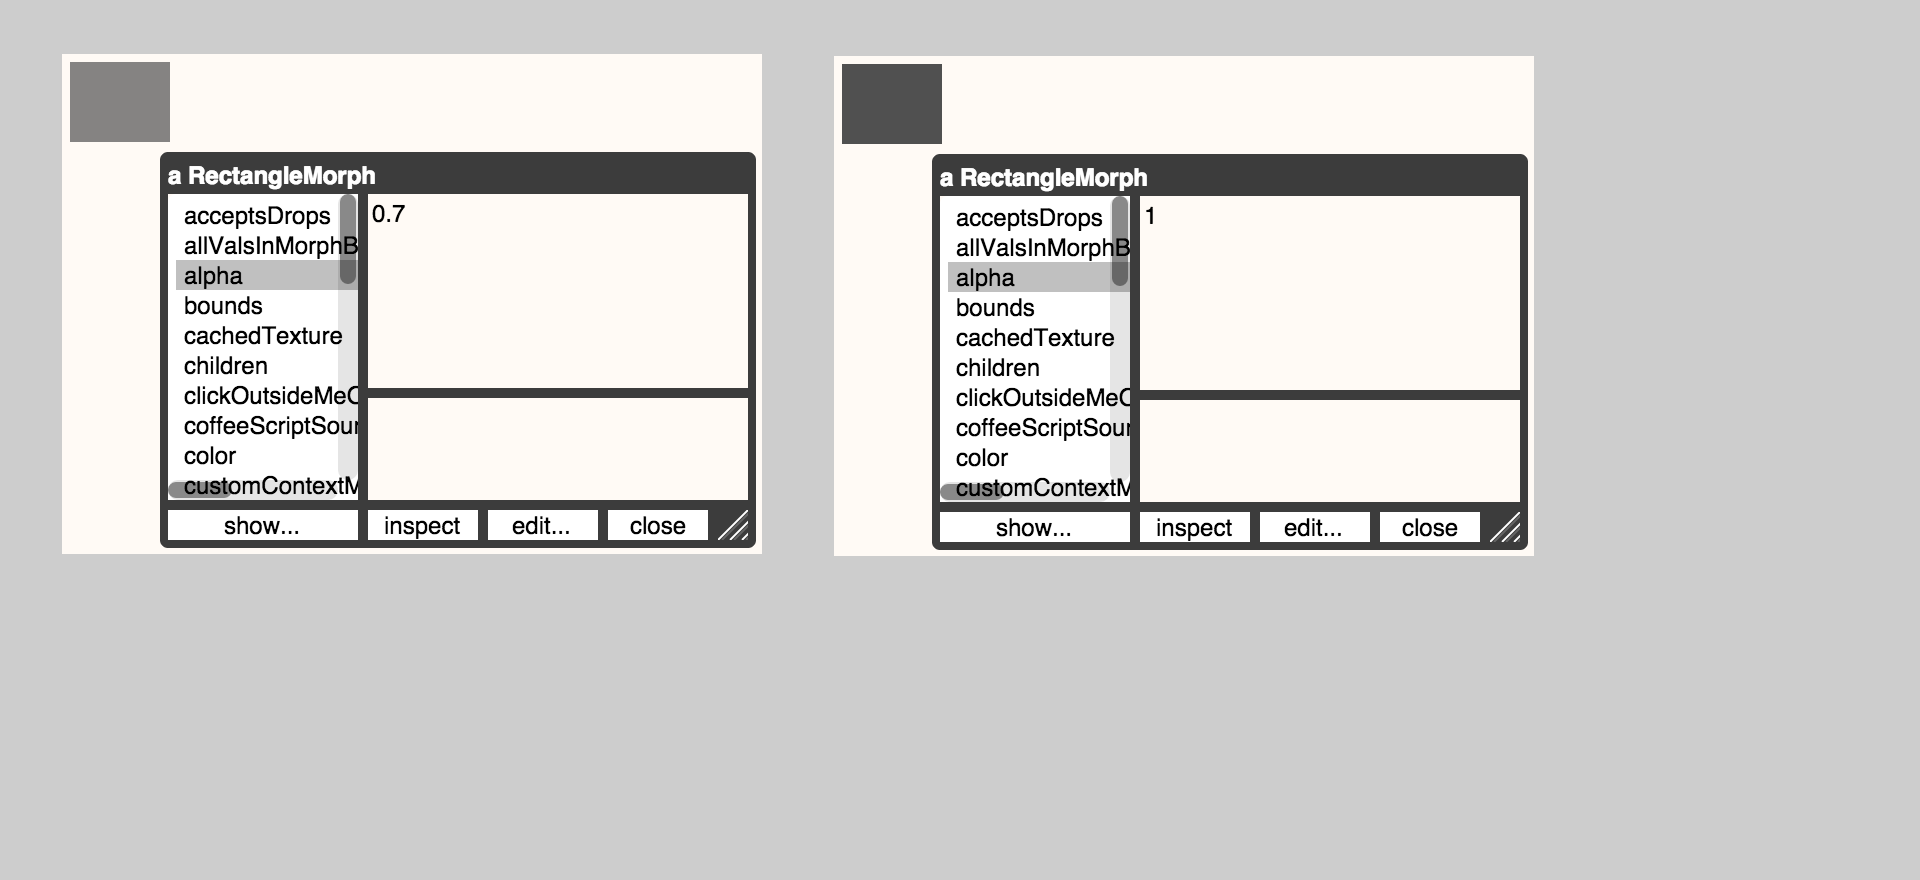 a RectangleMorph
acceptsDrops
allValsInMorphB
alpha
bounds
cachedTexture
children
clickOutsideMeC
coffeeScriptSour
color
customContextM
0.7
show...
inspect
edit...
close
a RectangleMorph
acceptsDrops
allValsInMorphB
alpha
bounds
cachedTexture
children
clickOutsideMeC
coffeeScriptSour
color
customContextM
1
show...
inspect
edit...
close